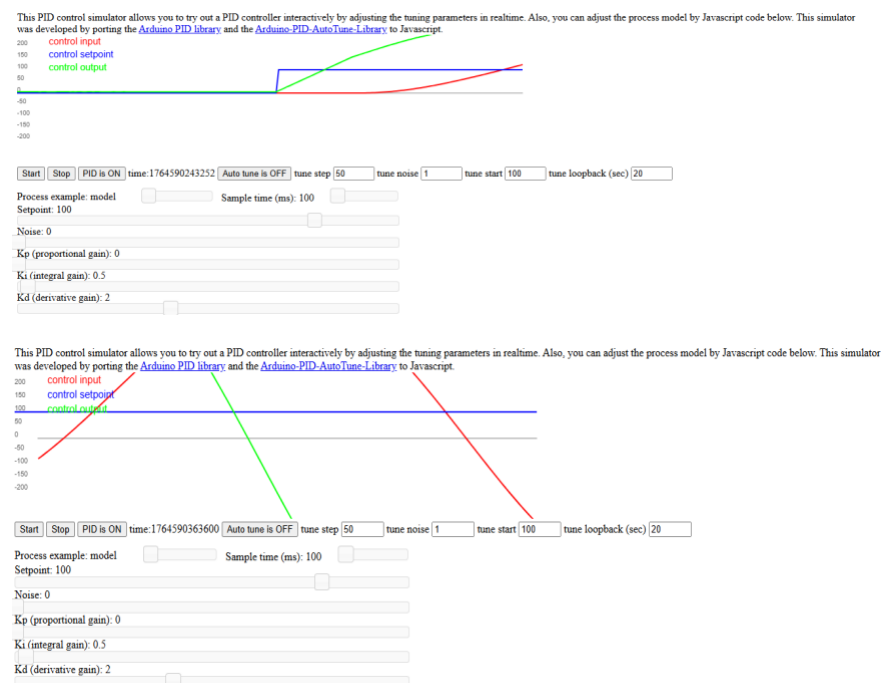 This PID control simulator allows you to try out a PID controller interactively by adjusting the tuning parameters in realtime. Also, you can adjust the process model by Javascript code below. This simulator
was developed by porting the Arduino PID library and the Arduino-PID-AutoTune-Library to Javascript.
200 control input
150 control setpoint
100 control output
50
0
-50
-100
-150
-200
Start Stop PID is ON time:1764590243252 Auto tune is OFF tune step 50 tune noise 1 tune start 100 tune loopback (sec) 20
Process example: model Sample time (ms): 100
Setpoint: 100
Noise: 0
Kp (proportional gain): 0
Ki (integral gain): 0.5
Kd (derivative gain): 2
This PID control simulator allows you to try out a PID controller interactively by adjusting the tuning parameters in realtime. Also, you can adjust the process model by Javascript code below. This simulator
was developed by porting the Arduino PID library and the Arduino-PID-AutoTune-Library to Javascript.
200 control input
150 control setpoint
100 control output
50
0
-50
-100
-150
-200
Start Stop PID is ON time:1764590363600 Auto tune is OFF tune step 50 tune noise 1 tune start 100 tune loopback (sec) 20
Process example: model Sample time (ms): 100
Setpoint: 100
Noise: 0
Kp (proportional gain): 0
Ki (integral gain): 0.5
Kd (derivative gain): 2